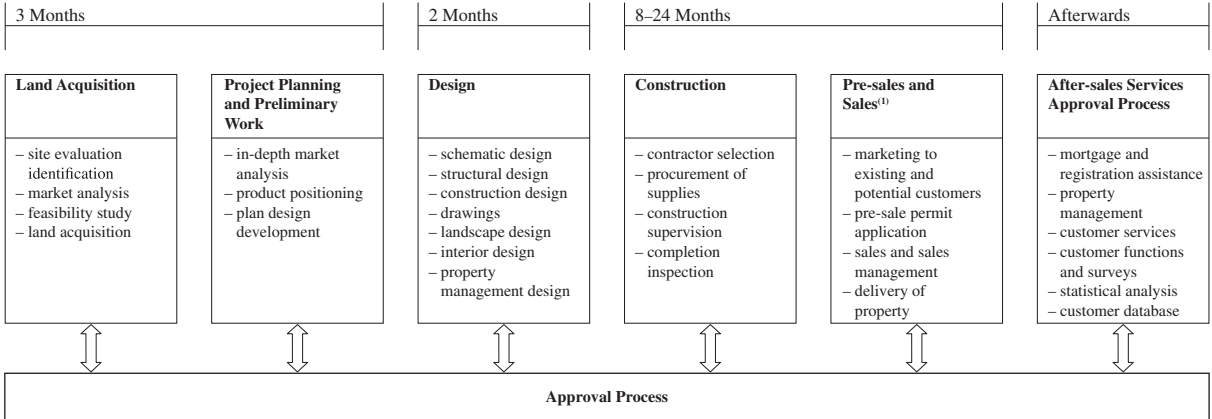 3 Months
2 Months
8–24 Months
Afterwards
Land Acquisition
– site evaluation
identification
– market analysis
– feasibility study
– land acquisition
Project Planning
and Preliminary
Work
– in-depth market
analysis
– product positioning
– plan design
development
Design
– schematic design
– structural design
– construction design
– drawings
– landscape design
– interior design
– property
management design
Construction
– contractor selection
– procurement of
supplies
– construction
supervision
– completion
inspection
Pre-sales and
Sales(1)
– marketing to
existing and
potential customers
– pre-sale permit
application
– sales and sales
management
– delivery of
property
After-sales Services
Approval Process
– mortgage and
registration assistance
– property
management
– customer services
– customer functions
and surveys
– statistical analysis
– customer database
Approval Process